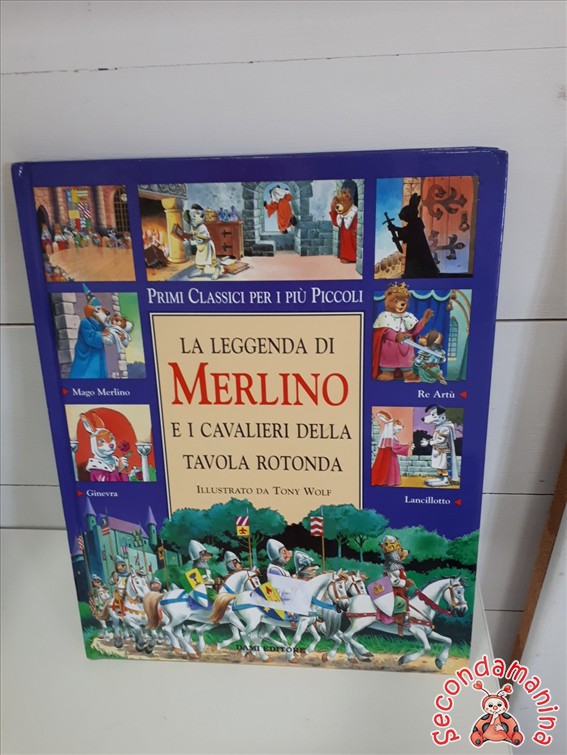 PRIMI CLASSICI PER I PIÙ PICCOLI
LA LEGGENDA DI
MERLINO
E I CAVALIERI DELLA
TAVOLA ROTONDA
ILLUSTRATO DA TONY WOLF
Mago Merlino
Re Artù
Ginevra
Lancillotto
DAMI EDITORE
Secondamanina